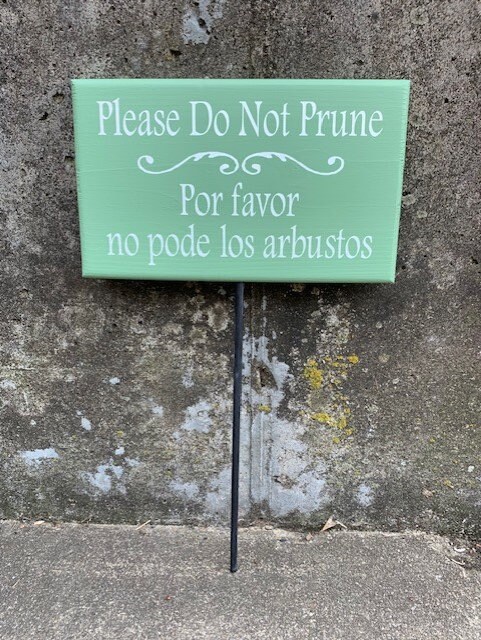 Please Do Not Prune
Por favor
no pode los arbustos